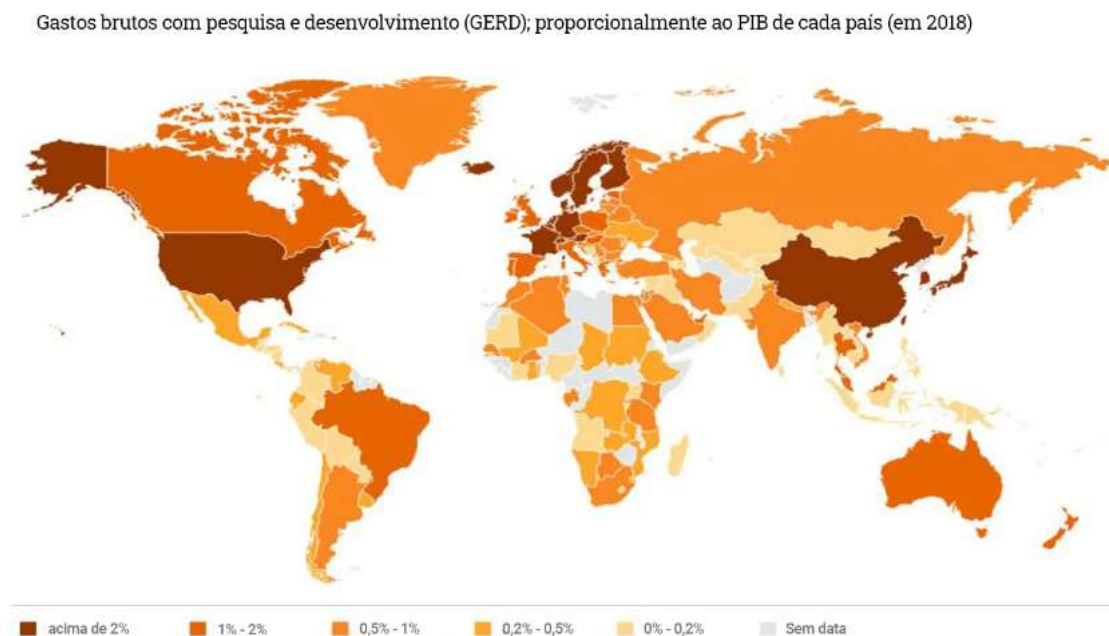 Gastos brutos com pesquisa e desenvolvimento (GERD); proporcionalmente ao PIB de cada país (em 2018)
acima de 2% 1% - 2% 0,5% - 1% 0,2% - 0,5% 0% - 0,2% Sem data